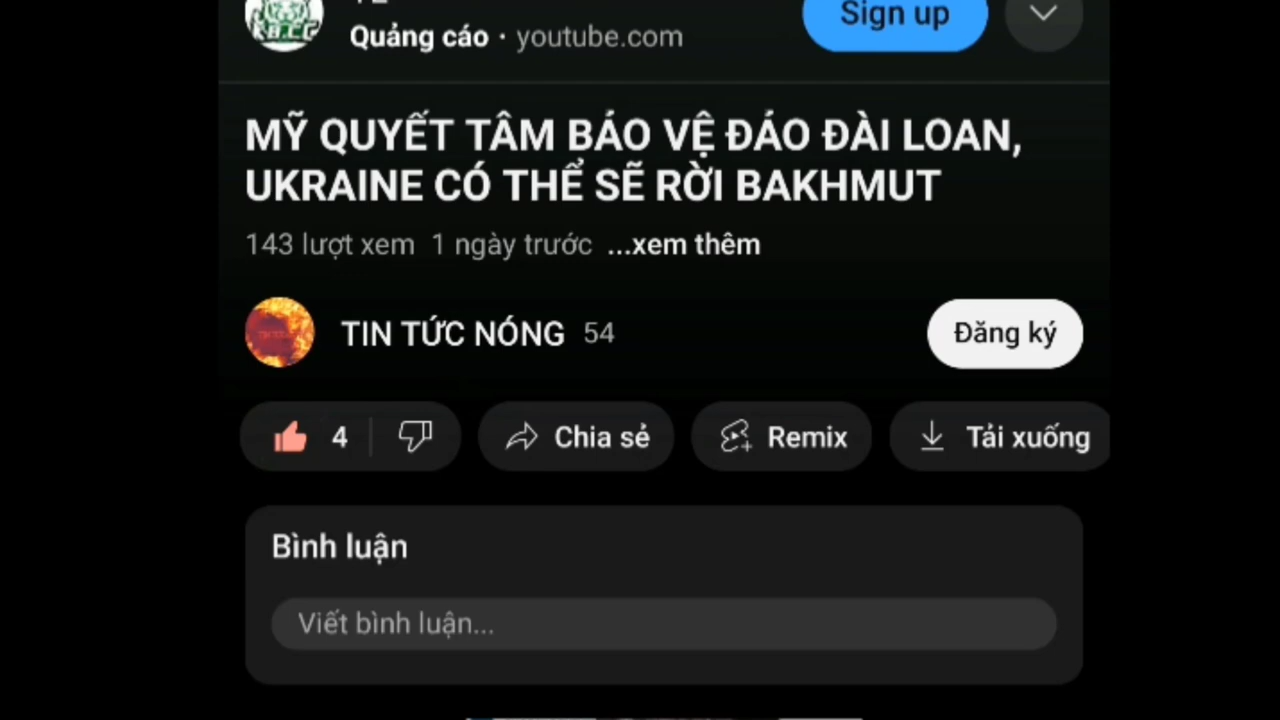 Quảng cáo · youtube.com
Sign up
MỸ QUYẾT TÂM BẢO VỆ ĐẢO ĐÀI LOAN,
UKRAINE CÓ THỂ SẼ RỜI BAKHMUT
143 lượt xem 1 ngày trước ...xem thêm
TIN TỨC NÓNG 54
Đăng ký
4
Chia sẻ
Remix
Tải xuống
Bình luận
Viết bình luận...